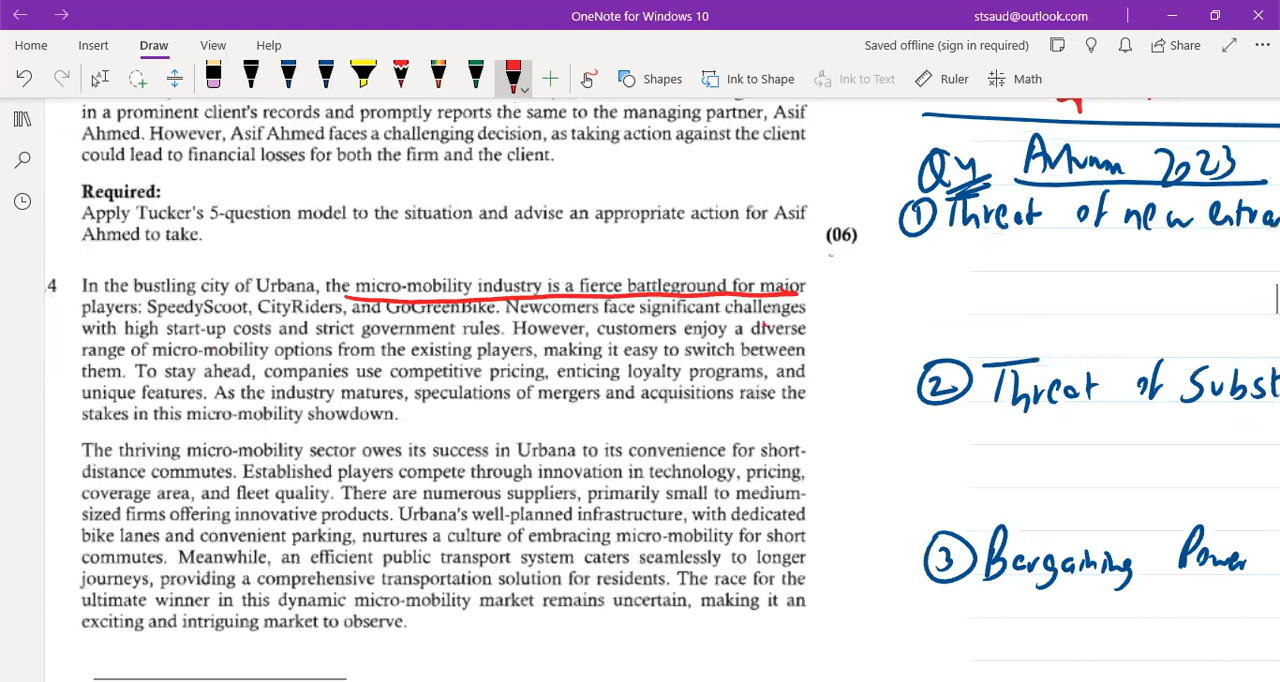 OneNote for Windows 10
stsaud@outlook.com
Home
Insert
Draw
View
Help
Saved offline (sign in required)
Share
Shapes
Ink to Shape
Ink to Text
Ruler
Math
in a prominent client's records and promptly reports the same to the managing partner, Asif
Ahmed. However, Asif Ahmed faces a challenging decision, as taking action against the client
could lead to financial losses for both the firm and the client.
Required:
Apply Tucker's 5-question model to the situation and advise an appropriate action for Asif
Ahmed to take.
(06)
.4 In the bustling city of Urbana, the micro-mobility industry is a fierce battleground for major
players: SpeedyScoot, CityRiders, and GoGreenBike. Newcomers face significant challenges
with high start-up costs and strict government rules. However, customers enjoy a diverse
range of micro-mobility options from the existing players, making it easy to switch between
them. To stay ahead, companies use competitive pricing, enticing loyalty programs, and
unique features. As the industry matures, speculations of mergers and acquisitions raise the
stakes in this micro-mobility showdown.
The thriving micro-mobility sector owes its success in Urbana to its convenience for short-
distance commutes. Established players compete through innovation in technology, pricing,
coverage area, and fleet quality. There are numerous suppliers, primarily small to medium-
sized firms offering innovative products. Urbana's well-planned infrastructure, with dedicated
bike lanes and convenient parking, nurtures a culture of embracing micro-mobility for short
commutes. Meanwhile, an efficient public transport system caters seamlessly to longer
journeys, providing a comprehensive transportation solution for residents. The race for the
ultimate winner in this dynamic micro-mobility market remains uncertain, making it an
exciting and intriguing market to observe.
Q4 Autumn 2023
① Threat of new entra
② Threat of Subst
③ Bargaining Power